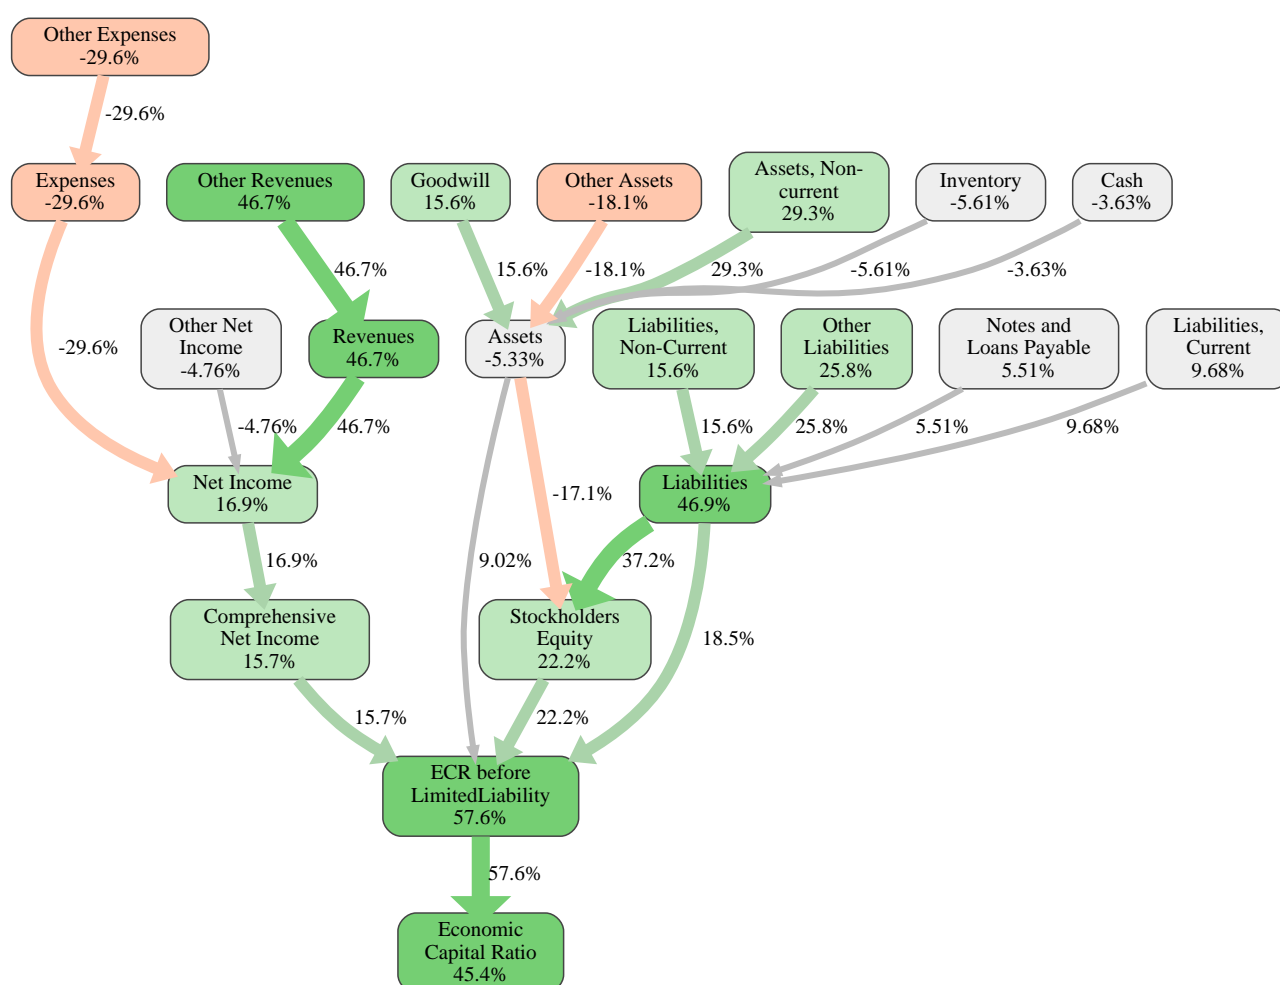 Other Expenses
-29.6%
-29.6%
Expenses
-29.6%
Other Revenues
46.7%
Goodwill
15.6%
Other Assets
-18.1%
Assets, Non-
current
29.3%
Inventory
-5.61%
Cash
-3.63%
46.7%
15.6%
-18.1%
29.3%
-5.61%
-3.63%
Other Net
Income
-4.76%
Revenues
46.7%
Assets
-5.33%
Liabilities,
Non-Current
15.6%
Other
Liabilities
25.8%
Notes and
Loans Payable
5.51%
Liabilities,
Current
9.68%
-29.6%
-4.76%
46.7%
15.6%
25.8%
5.51%
9.68%
Net Income
16.9%
-17.1%
Liabilities
46.9%
16.9%
9.02%
37.2%
Comprehensive
Net Income
15.7%
Stockholders
Equity
22.2%
18.5%
15.7%
22.2%
ECR before
LimitedLiability
57.6%
57.6%
Economic
Capital Ratio
45.4%